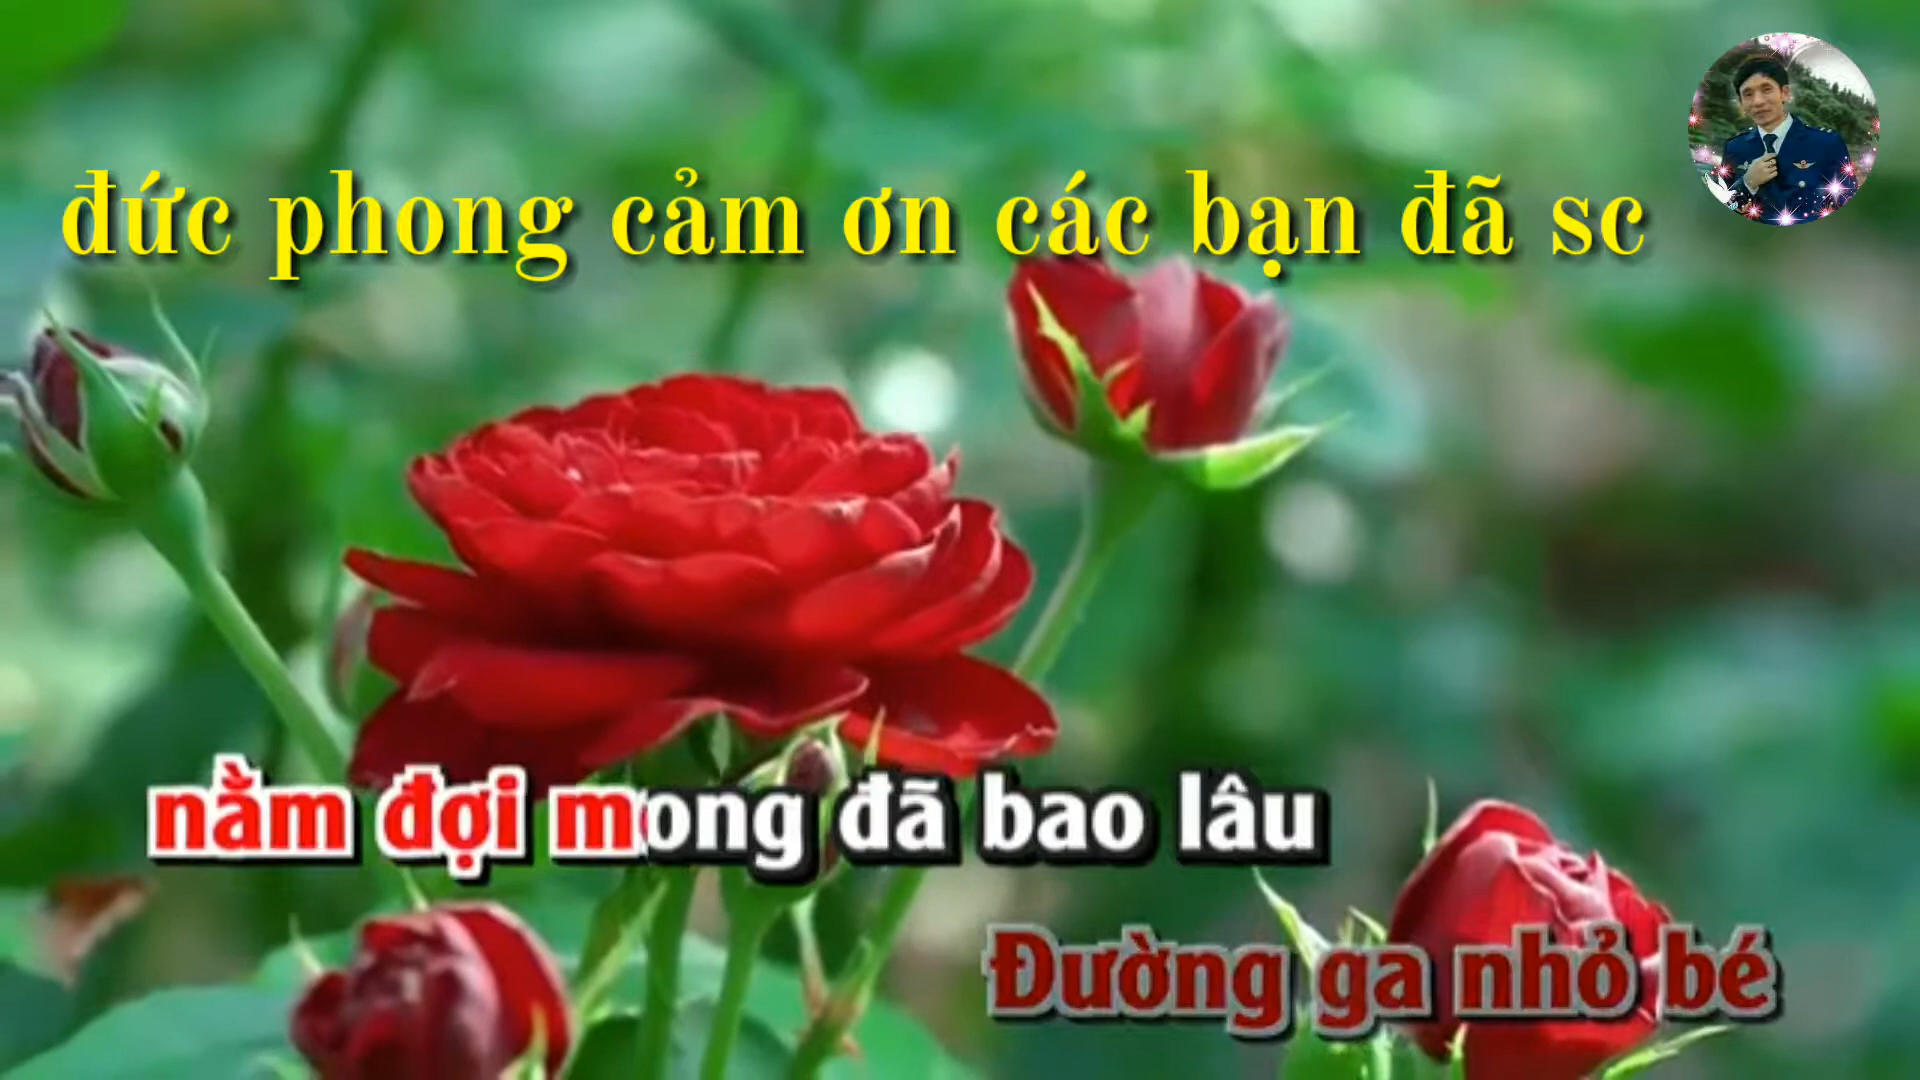 đức phong cảm ơn các bạn đã sc
nằm đợi mong đã bao lâu
Đường ga nhỏ bé